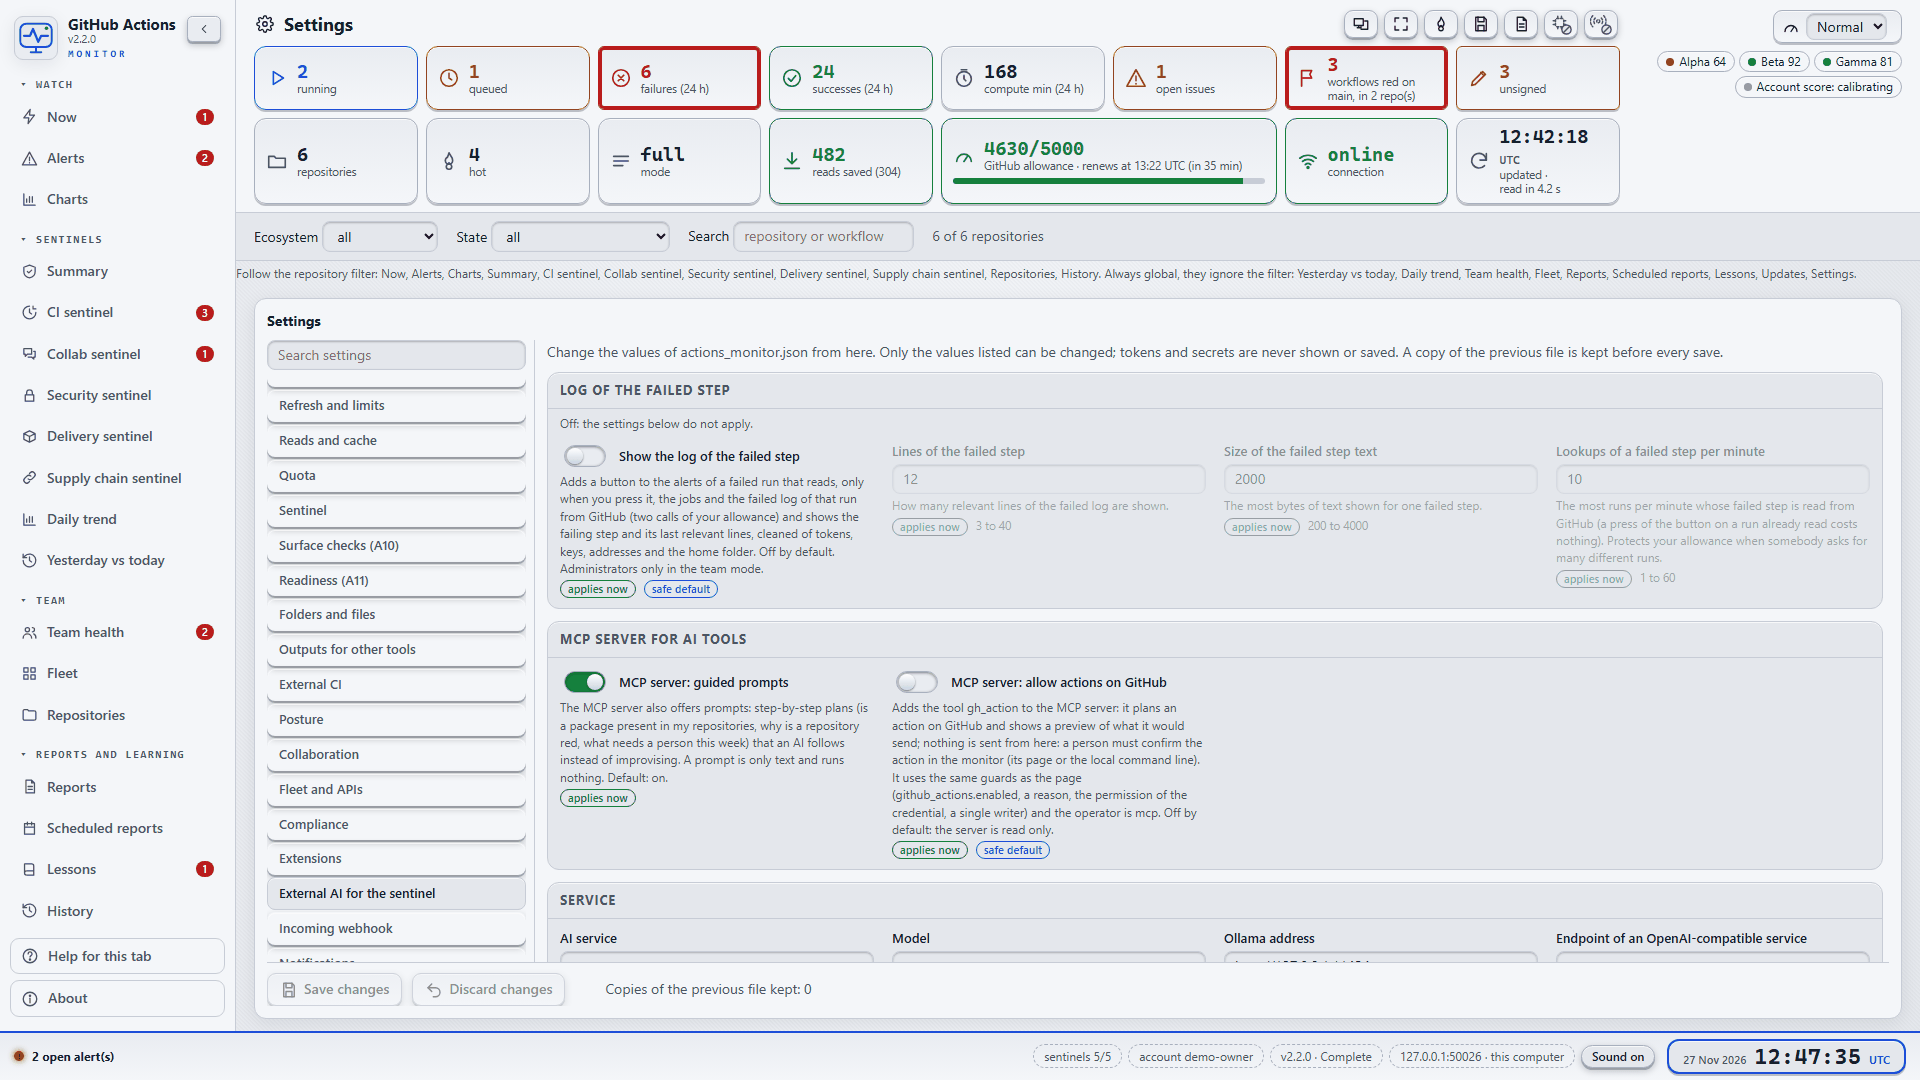 GitHub Actions
v2.2.0
MONITOR
WATCH
Now 1
Alerts 2
Charts
SENTINELS
Summary
CI sentinel 3
Collab sentinel 1
Security sentinel
Delivery sentinel
Supply chain sentinel
Daily trend
Yesterday vs today
TEAM
Team health 2
Fleet
Repositories
REPORTS AND LEARNING
Reports
Scheduled reports
Lessons 1
History
Help for this tab
About
Settings
Normal
2
running
1
queued
6
failures (24 h)
24
successes (24 h)
168
compute min (24 h)
1
open issues
3
workflows red on
main, in 2 repo(s)
3
unsigned
Alpha 64
Beta 92
Gamma 81
Account score: calibrating
6
repositories
4
hot
full
mode
482
reads saved (304)
4630/5000
GitHub allowance · renews at 13:22 UTC (in 35 min)
online
connection
12:42:18
UTC
updated ·
read in 4.2 s
Ecosystem all State all Search repository or workflow 6 of 6 repositories
Follow the repository filter: Now, Alerts, Charts, Summary, CI sentinel, Collab sentinel, Security sentinel, Delivery sentinel, Supply chain sentinel, Repositories, History. Always global, they ignore the filter: Yesterday vs today, Daily trend, Team health, Fleet, Reports, Scheduled reports, Lessons, Updates, Settings.
Settings
Search settings
Refresh and limits
Reads and cache
Quota
Sentinel
Surface checks (A10)
Readiness (A11)
Folders and files
Outputs for other tools
External CI
Posture
Collaboration
Fleet and APIs
Compliance
Extensions
External AI for the sentinel
Incoming webhook
Change the values of actions_monitor.json from here. Only the values listed can be changed; tokens and secrets are never shown or saved. A copy of the previous file is kept before every save.
LOG OF THE FAILED STEP
Off: the settings below do not apply.
Show the log of the failed step
Adds a button to the alerts of a failed run that reads, only
when you press it, the jobs and the failed log of that run
from GitHub (two calls of your allowance) and shows the
failing step and its last relevant lines, cleaned of tokens,
keys, addresses and the home folder. Off by default.
Administrators only in the team mode.
applies now safe default
Lines of the failed step
12
How many relevant lines of the failed log are shown.
applies now 3 to 40
Size of the failed step text
2000
The most bytes of text shown for one failed step.
applies now 200 to 4000
Lookups of a failed step per minute
10
The most runs per minute whose failed step is read from
GitHub (a press of the button on a run already read costs
nothing). Protects your allowance when somebody asks for
many different runs.
applies now 1 to 60
MCP SERVER FOR AI TOOLS
MCP server: guided prompts
The MCP server also offers prompts: step-by-step plans (is
a package present in my repositories, why is a repository
red, what needs a person this week) that an AI follows
instead of improvising. A prompt is only text and runs
nothing. Default: on.
applies now
MCP server: allow actions on GitHub
Adds the tool gh_action to the MCP server: it plans an
action on GitHub and shows a preview of what it would
send; nothing is sent from here: a person must confirm the
action in the monitor (its page or the local command line).
It uses the same guards as the page
(github_actions.enabled, a reason, the permission of the
credential, a single writer) and the operator is mcp. Off by
default: the server is read only.
applies now safe default
SERVICE
AI service
Model
Ollama address
Endpoint of an OpenAI-compatible service
Save changes
Discard changes
Copies of the previous file kept: 0
2 open alert(s)
sentinels 5/5
account demo-owner
v2.2.0 · Complete
127.0.0.1:50026 · this computer
Sound on
27 Nov 2026 12:47:35 UTC